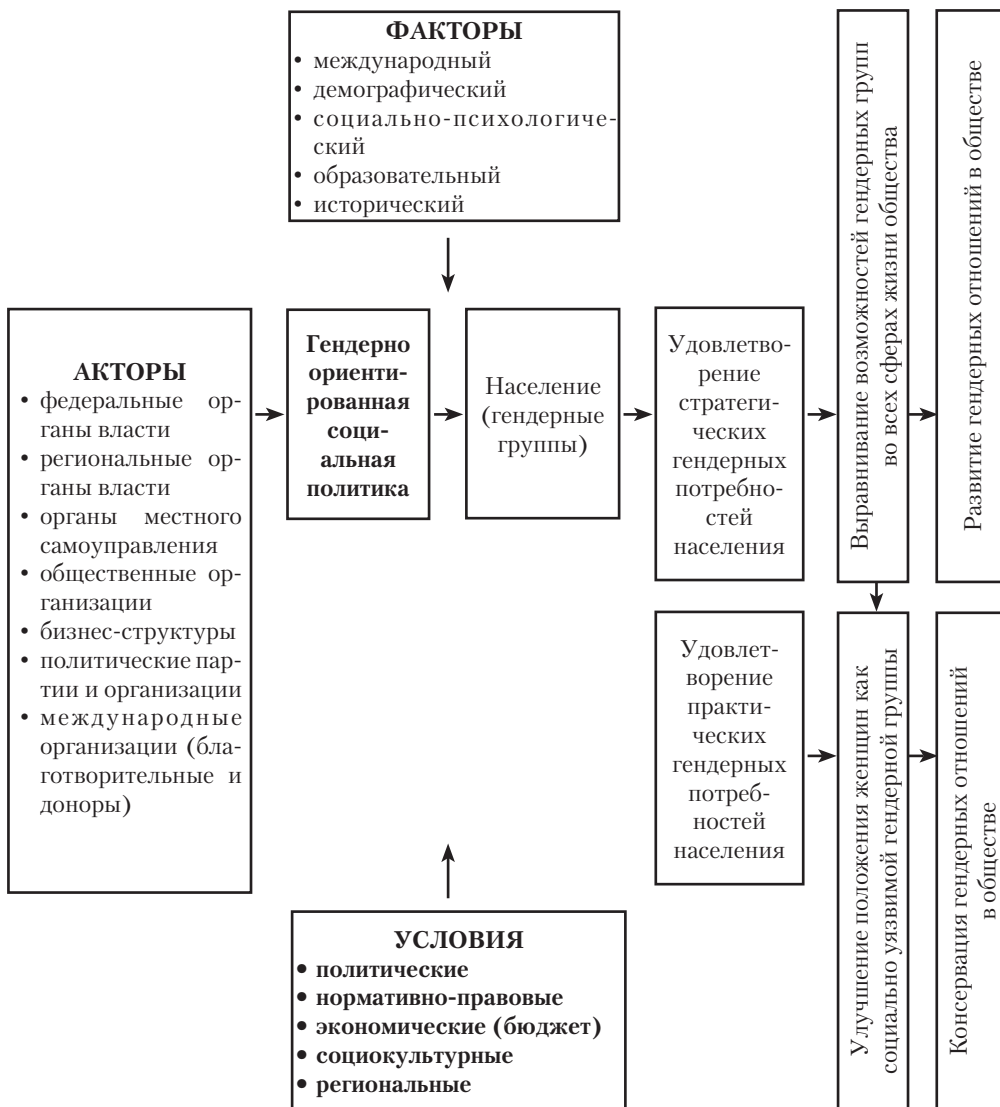 ФАКТОРЫ
• международный
• демографический
• социально-психологиче-
ский
• образовательный
• исторический
АКТОРЫ
• федеральные ор-
ганы власти
• региональные ор-
ганы власти
• органы местного
самоуправления
• общественные ор-
ганизации
• бизнес-структуры
• политические пар-
тии и организации
• международные
организации (бла-
готворительные и
доноры)
Гендерно
ориенти-
рованная
соци-
альная
политика
Население
(гендерные
группы)
Удовлетво-
рение
стратеги-
ческих
гендерных
потребно-
стей
населения
Выравнивание возможностей гендерных групп
во всех сферах жизни общества
Развитие гендерных отношений в обществе
Удовлет-
ворение
практи-
ческих
гендерных
потреб-
ностей
населения
Улучшение положения женщин как
социально уязвимой гендерной группы
Консервация гендерных отношений
в обществе
УСЛОВИЯ
• политические
• нормативно-правовые
• экономические (бюджет)
• социокультурные
• региональные